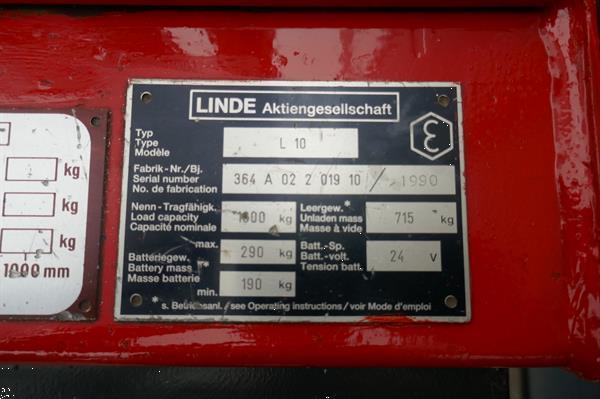 LINDE Aktiengesellschaft
Typ
Type
Modèle
L 10
Fabrik-Nr./Bj.
Serial number
No. de fabrication
364 A 02 2 019 10 / 1990
Nenn-Tragfähigk.
Load capacity
Capacité nominale
kg
Leergew.*
Unladen mass
Masse à vide
715 kg
Batteriegew.
Battery mass *
Masse batterie
max.
290 kg
min.
190 kg
Batt.-Sp.
Batt.-volt.
Tension batt.
24 V
* s. Betriebsanl. / see Operating instructions / voir Mode d'emploi
kg
kg
kg
1000 mm